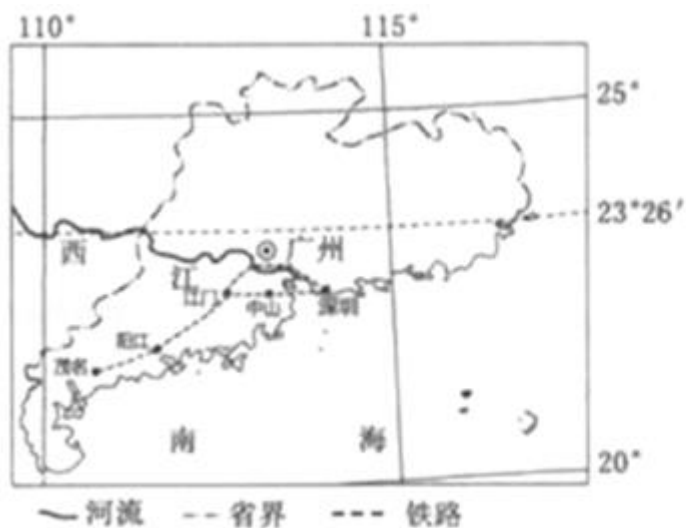 110° 115°
25°
23°26′
广州
西
江
江门 中山 深圳
阳江
茂名
南 海
20°
河流 省界 铁路